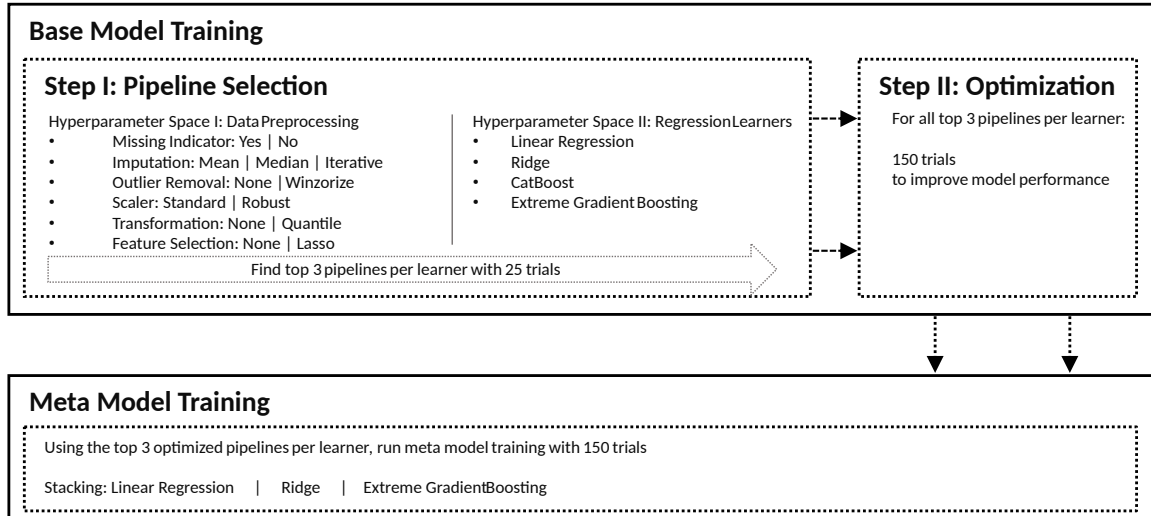 Base Model Training
Step I: Pipeline Selection
Hyperparameter Space I: Data Preprocessing
• Missing Indicator: Yes | No
• Imputation: Mean | Median | Iterative
• Outlier Removal: None | Winzorize
• Scaler: Standard | Robust
• Transformation: None | Quantile
• Feature Selection: None | Lasso
Hyperparameter Space II: Regression Learners
• Linear Regression
• Ridge
• CatBoost
• Extreme Gradient Boosting
Find top 3 pipelines per learner with 25 trials
Step II: Optimization
For all top 3 pipelines per learner:
150 trials
to improve model performance
Meta Model Training
Using the top 3 optimized pipelines per learner, run meta model training with 150 trials
Stacking: Linear Regression | Ridge | Extreme Gradient Boosting